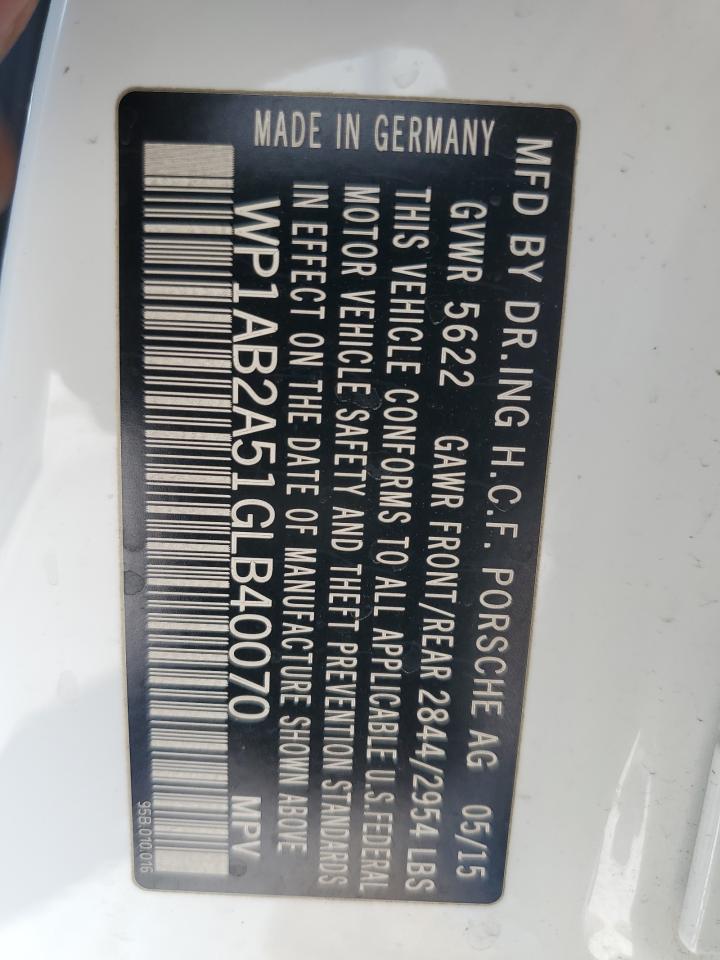 MFD BY DR.ING H.C.F. PORSCHE AG 05/15
MADE IN GERMANY
GVWR 5622 GAWR FRONT/REAR 2844/2954 LBS
THIS VEHICLE CONFORMS TO ALL APPLICABLE U.S.FEDERAL
MOTOR VEHICLE SAFETY AND THEFT PREVENTION STANDARDS
IN EFFECT ON THE DATE OF MANUFACTURE SHOWN ABOVE
WP1AB2A51GLB40070 MPV
95B.010.016